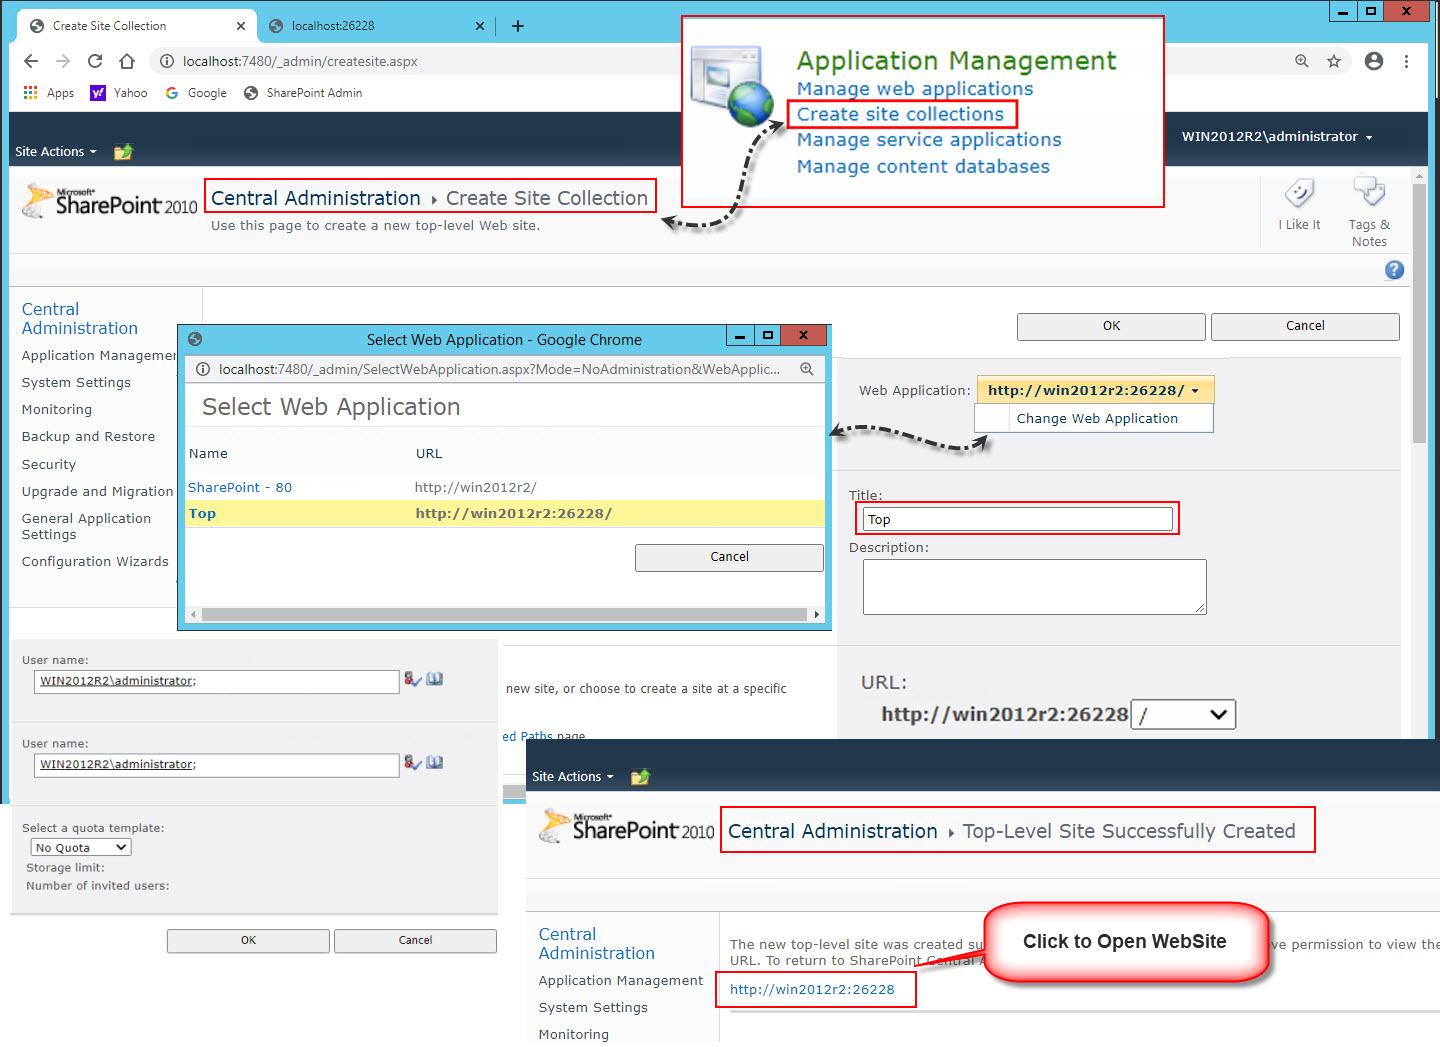 Create Site Collection
localhost:26228
localhost:7480/_admin/createsite.aspx
Apps
Yahoo
Google
SharePoint Admin
Application Management
Manage web applications
Create site collections
Manage service applications
Manage content databases
Site Actions
WIN2012R2\administrator
Microsoft®
SharePoint 2010
Central Administration ▸ Create Site Collection
Use this page to create a new top-level Web site.
I Like It
Tags &
Notes
Central
Administration
Application Managemen
System Settings
Monitoring
Backup and Restore
Security
Upgrade and Migration
General Application
Settings
Configuration Wizards
OK
Cancel
Select Web Application - Google Chrome
localhost:7480/_admin/SelectWebApplication.aspx?Mode=NoAdministration&WebApplic...
Select Web Application
Name URL
SharePoint - 80 http://win2012r2/
Top http://win2012r2:26228/
Cancel
Web Application: http://win2012r2:26228/
Change Web Application
Title:
Top
Description:
URL:
http://win2012r2:26228 /
new site, or choose to create a site at a specific
ed Paths page
User name:
WIN2012R2\administrator;
User name:
WIN2012R2\administrator;
Select a quota template:
No Quota
Storage limit:
Number of invited users:
OK
Cancel
Site Actions
Microsoft®
SharePoint 2010
Central Administration ▸ Top-Level Site Successfully Created
Central
Administration
Application Management
System Settings
Monitoring
The new top-level site was created su
ve permission to view the
URL. To return to SharePoint Central A
http://win2012r2:26228
Click to Open WebSite